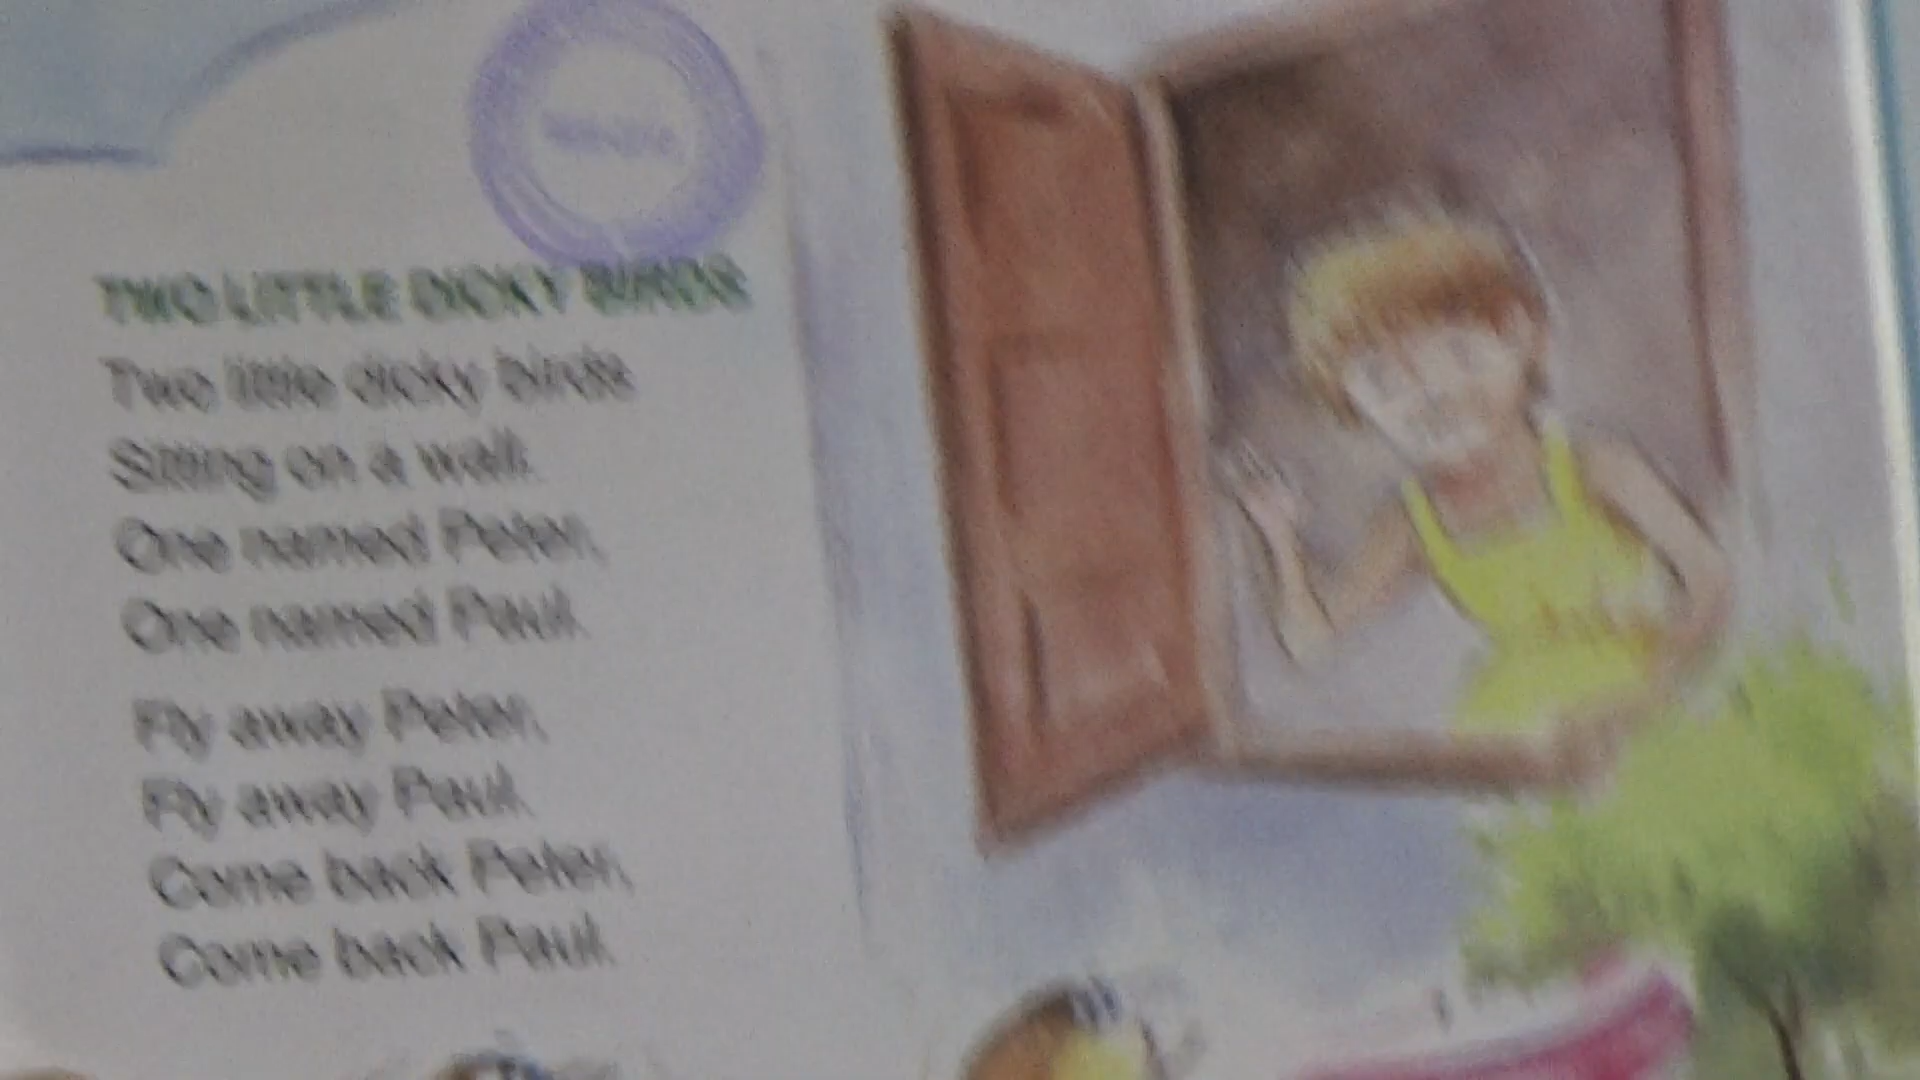 TWO LITTLE DICKY BIRDS
Two little dicky birds
Sitting on a wall.
One named Peter,
One named Paul.
Fly away Peter,
Fly away Paul.
Come back Peter,
Come back Paul.